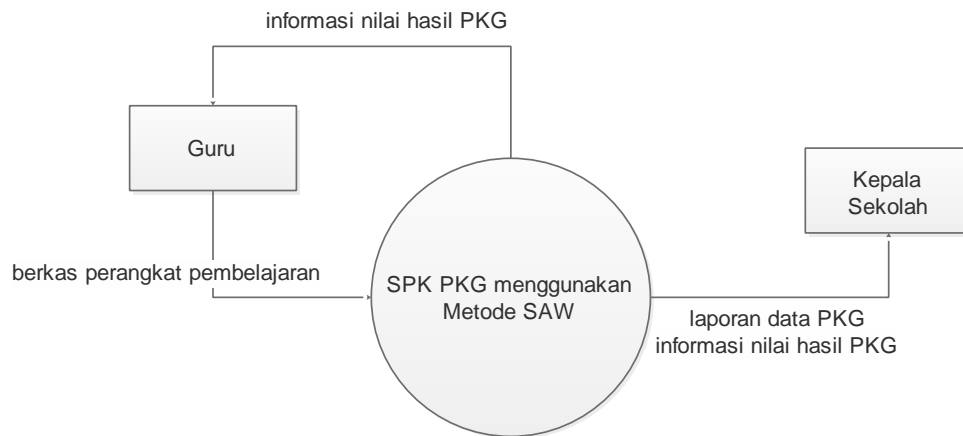 informasi nilai hasil PKG
Guru
Kepala
Sekolah
berkas perangkat pembelajaran
SPK PKG menggunakan
Metode SAW
laporan data PKG
informasi nilai hasil PKG